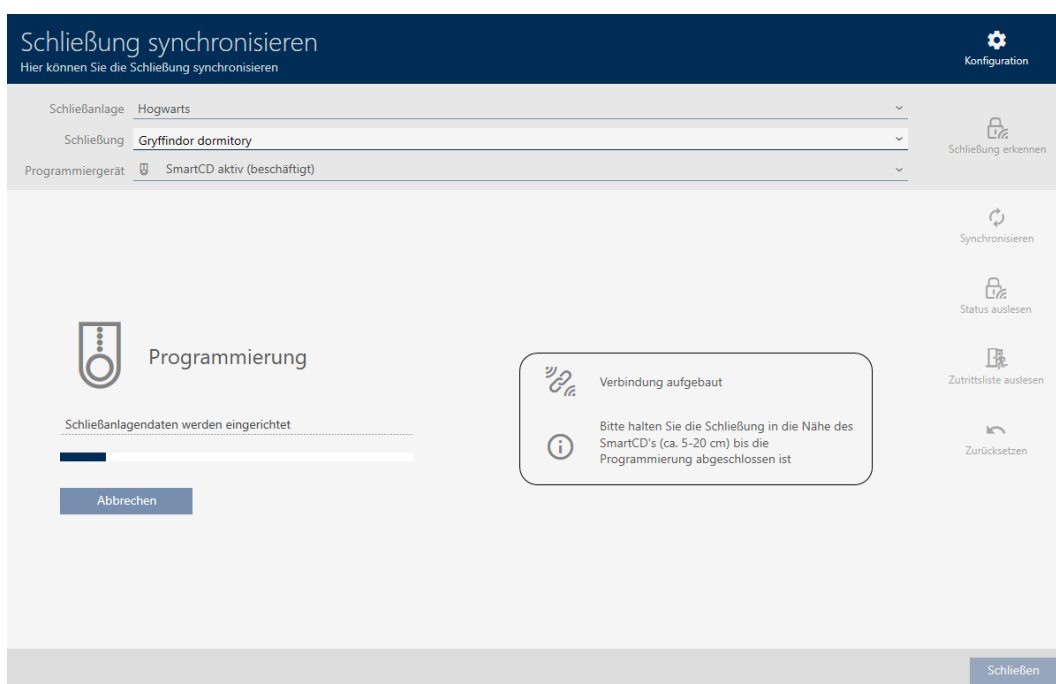 Schließung synchronisieren
Hier können Sie die Schließung synchronisieren
Konfiguration
Schließanlage Hogwarts
Schließung Gryffindor dormitory
Programmiergerät SmartCD aktiv (beschäftigt)
Schließung erkennen
Synchronisieren
Status auslesen
Zutrittsliste auslesen
Zurücksetzen
Programmierung
Schließanlagendaten werden eingerichtet
Abbrechen
Verbindung aufgebaut
Bitte halten Sie die Schließung in die Nähe des
SmartCD's (ca. 5-20 cm) bis die
Programmierung abgeschlossen ist
Schließen